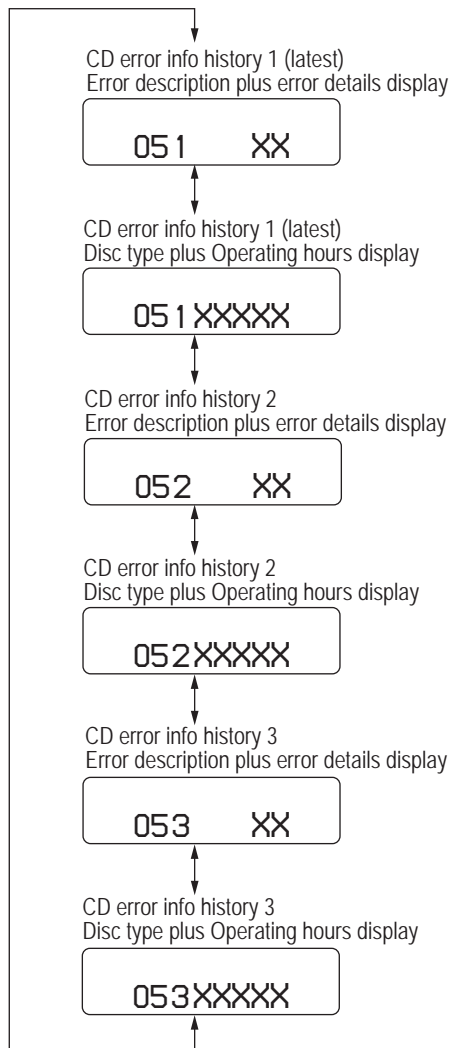 CD error info history 1 (latest)
Error description plus error details display
051 XX
CD error info history 1 (latest)
Disc type plus Operating hours display
051XXXXX
CD error info history 2
Error description plus error details display
052 XX
CD error info history 2
Disc type plus Operating hours display
052XXXXX
CD error info history 3
Error description plus error details display
053 XX
CD error info history 3
Disc type plus Operating hours display
053XXXXX